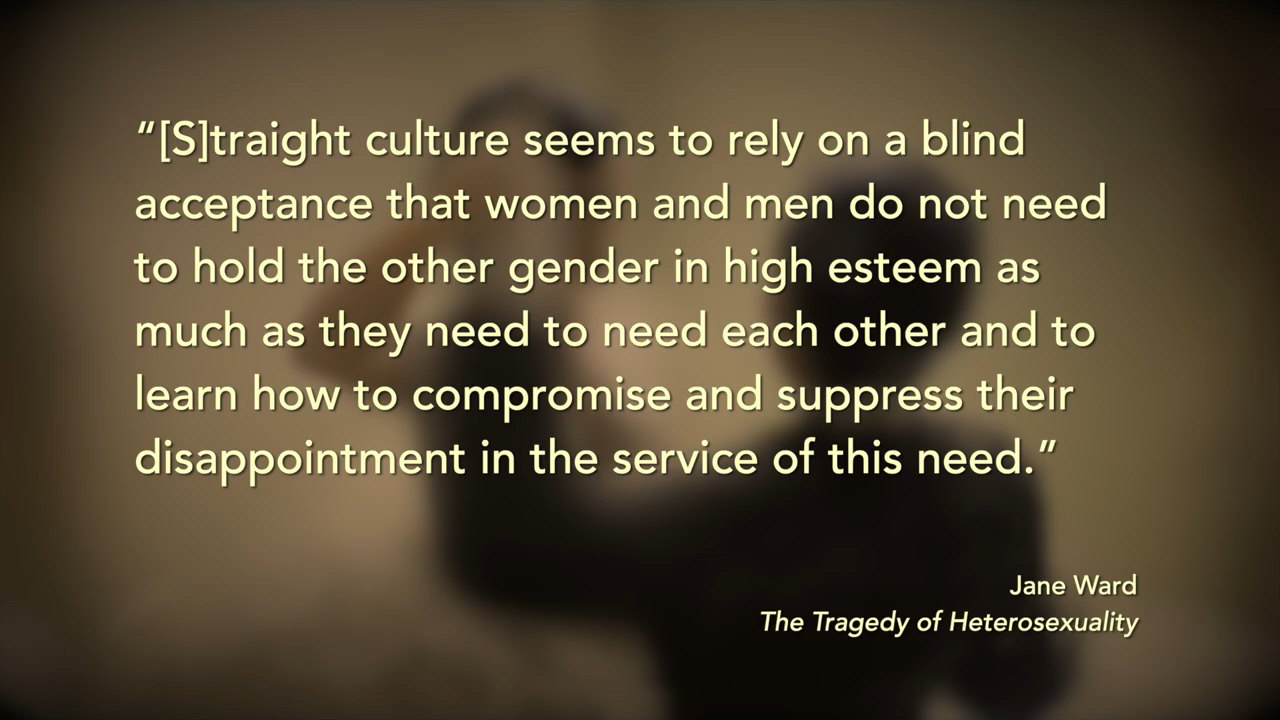 “[S]traight culture seems to rely on a blind
acceptance that women and men do not need
to hold the other gender in high esteem as
much as they need to need each other and to
learn how to compromise and suppress their
disappointment in the service of this need.”
Jane Ward
The Tragedy of Heterosexuality